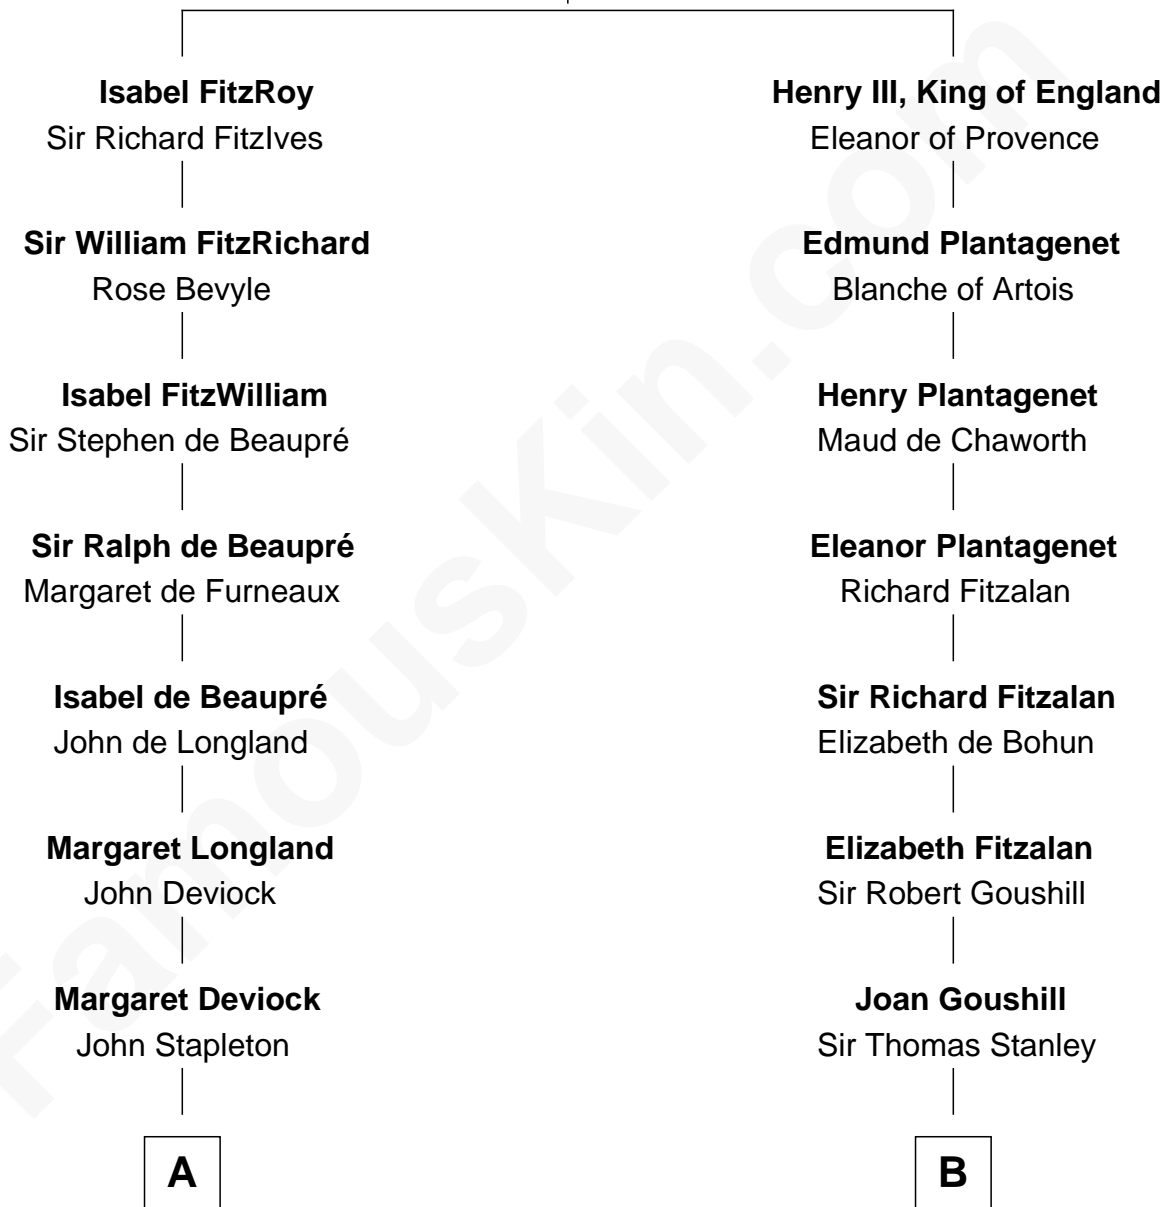 Isabel FitzRoy
Sir Richard FitzIves
Sir William FitzRichard
Rose Bevyle
Isabel FitzWilliam
Sir Stephen de Beaupré
Sir Ralph de Beaupré
Margaret de Furneaux
Isabel de Beaupré
John de Longland
Margaret Longland
John Deviock
Margaret Deviock
John Stapleton
A
Henry III, King of England
Eleanor of Provence
Edmund Plantagenet
Blanche of Artois
Henry Plantagenet
Maud de Chaworth
Eleanor Plantagenet
Richard Fitzalan
Sir Richard Fitzalan
Elizabeth de Bohun
Elizabeth Fitzalan
Sir Robert Goushill
Joan Goushill
Sir Thomas Stanley
B
FamousKin.com